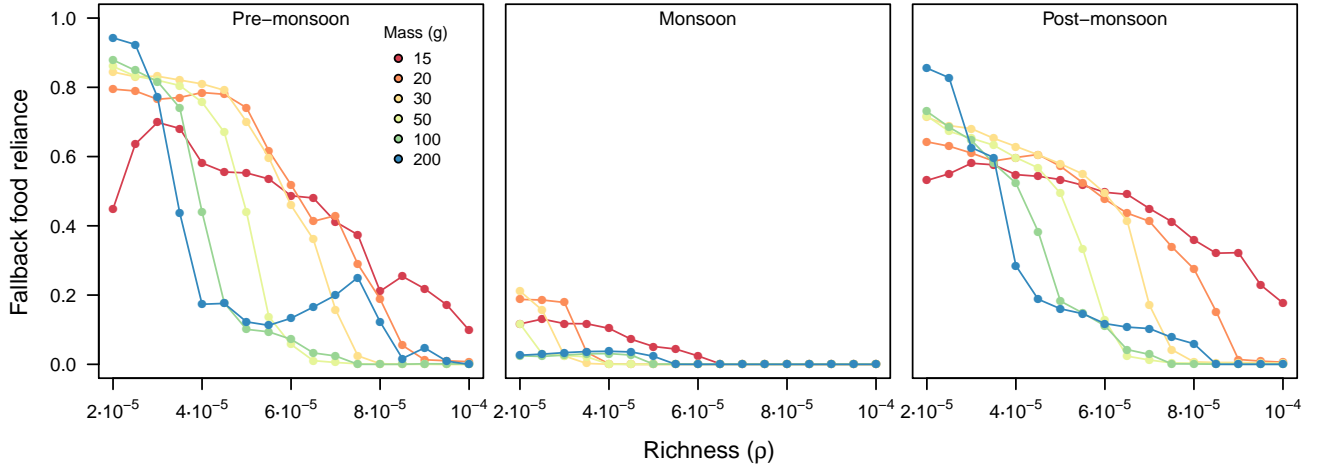 Pre−monsoon
Monsoon
Post−monsoon
Mass (g)
15
20
30
50
100
200
Fallback food reliance
1.0
0.8
0.6
0.4
0.2
0.0
2·10⁻⁵ 4·10⁻⁵ 6·10⁻⁵ 8·10⁻⁵ 10⁻⁴
2·10⁻⁵ 4·10⁻⁵ 6·10⁻⁵ 8·10⁻⁵ 10⁻⁴
2·10⁻⁵ 4·10⁻⁵ 6·10⁻⁵ 8·10⁻⁵ 10⁻⁴
Richness (ρ)